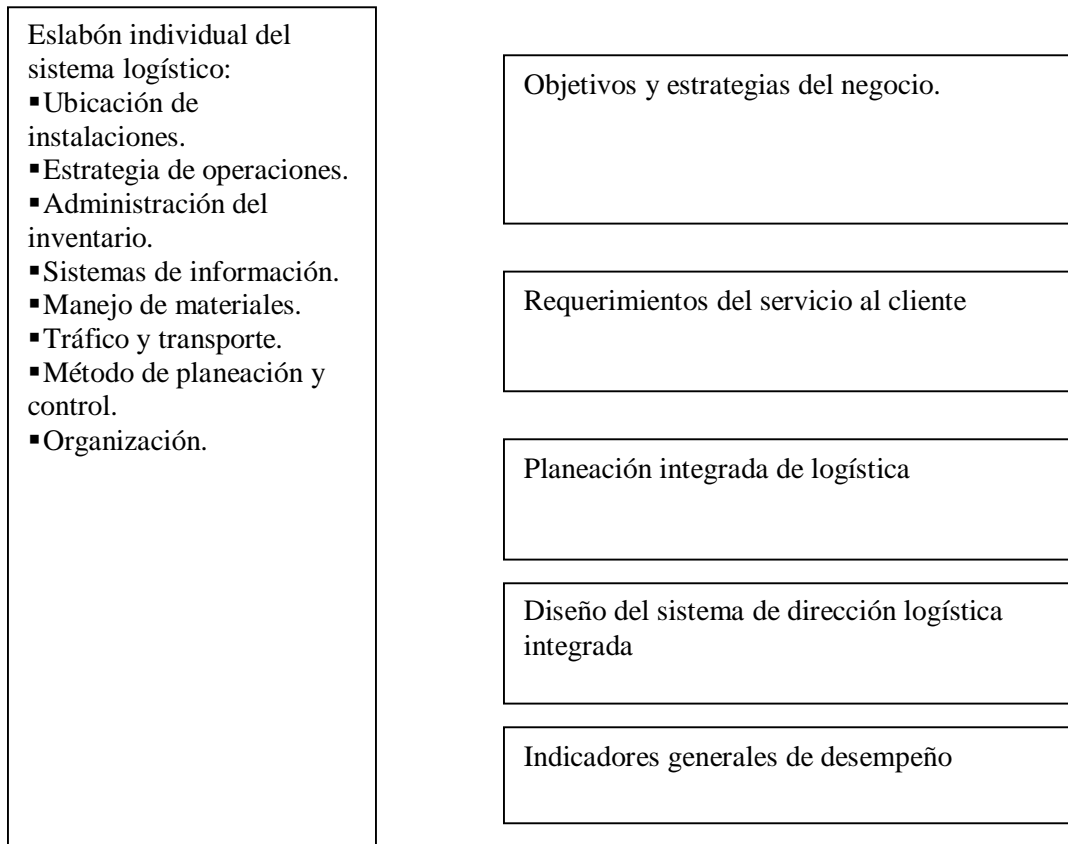 Eslabón individual del
sistema logístico:
▪Ubicación de
instalaciones.
▪Estrategia de operaciones.
▪Administración del
inventario.
▪Sistemas de información.
▪Manejo de materiales.
▪Tráfico y transporte.
▪Método de planeación y
control.
▪Organización.
Objetivos y estrategias del negocio.
Requerimientos del servicio al cliente
Planeación integrada de logística
Diseño del sistema de dirección logística
integrada
Indicadores generales de desempeño